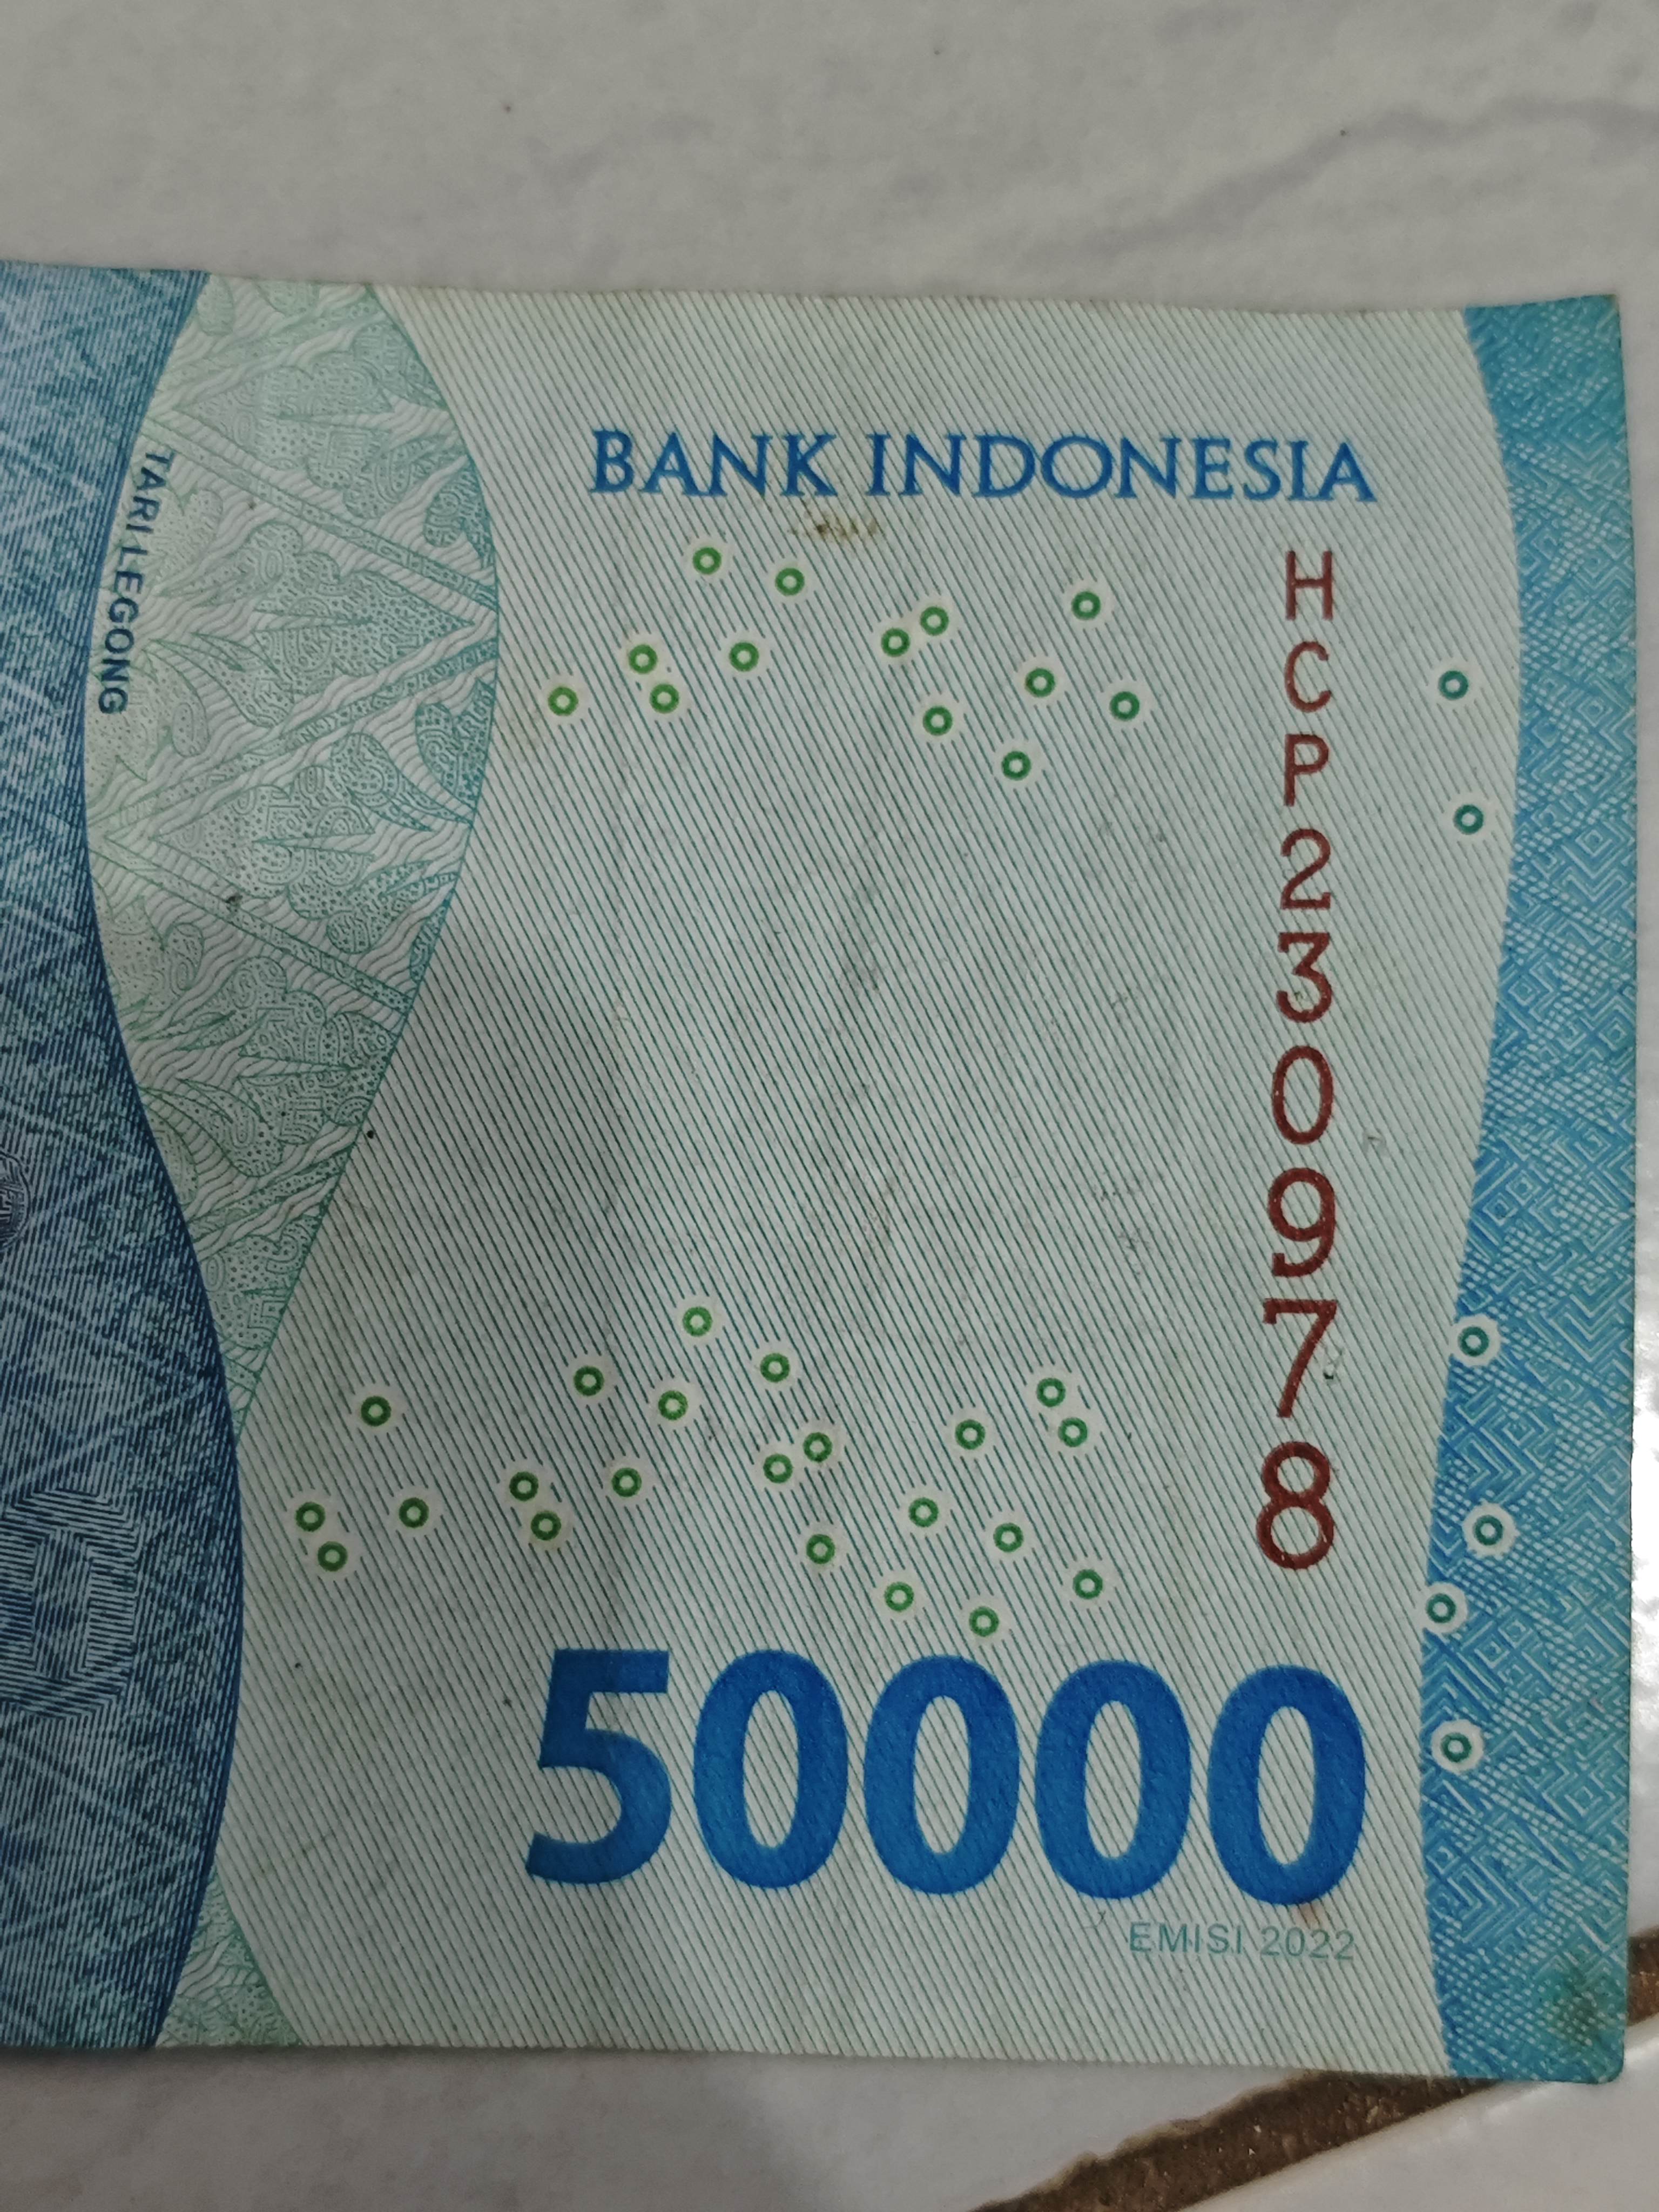 BANK INDONESIA
TARI LEGONG
HCP230978
50000
EMISI 2022